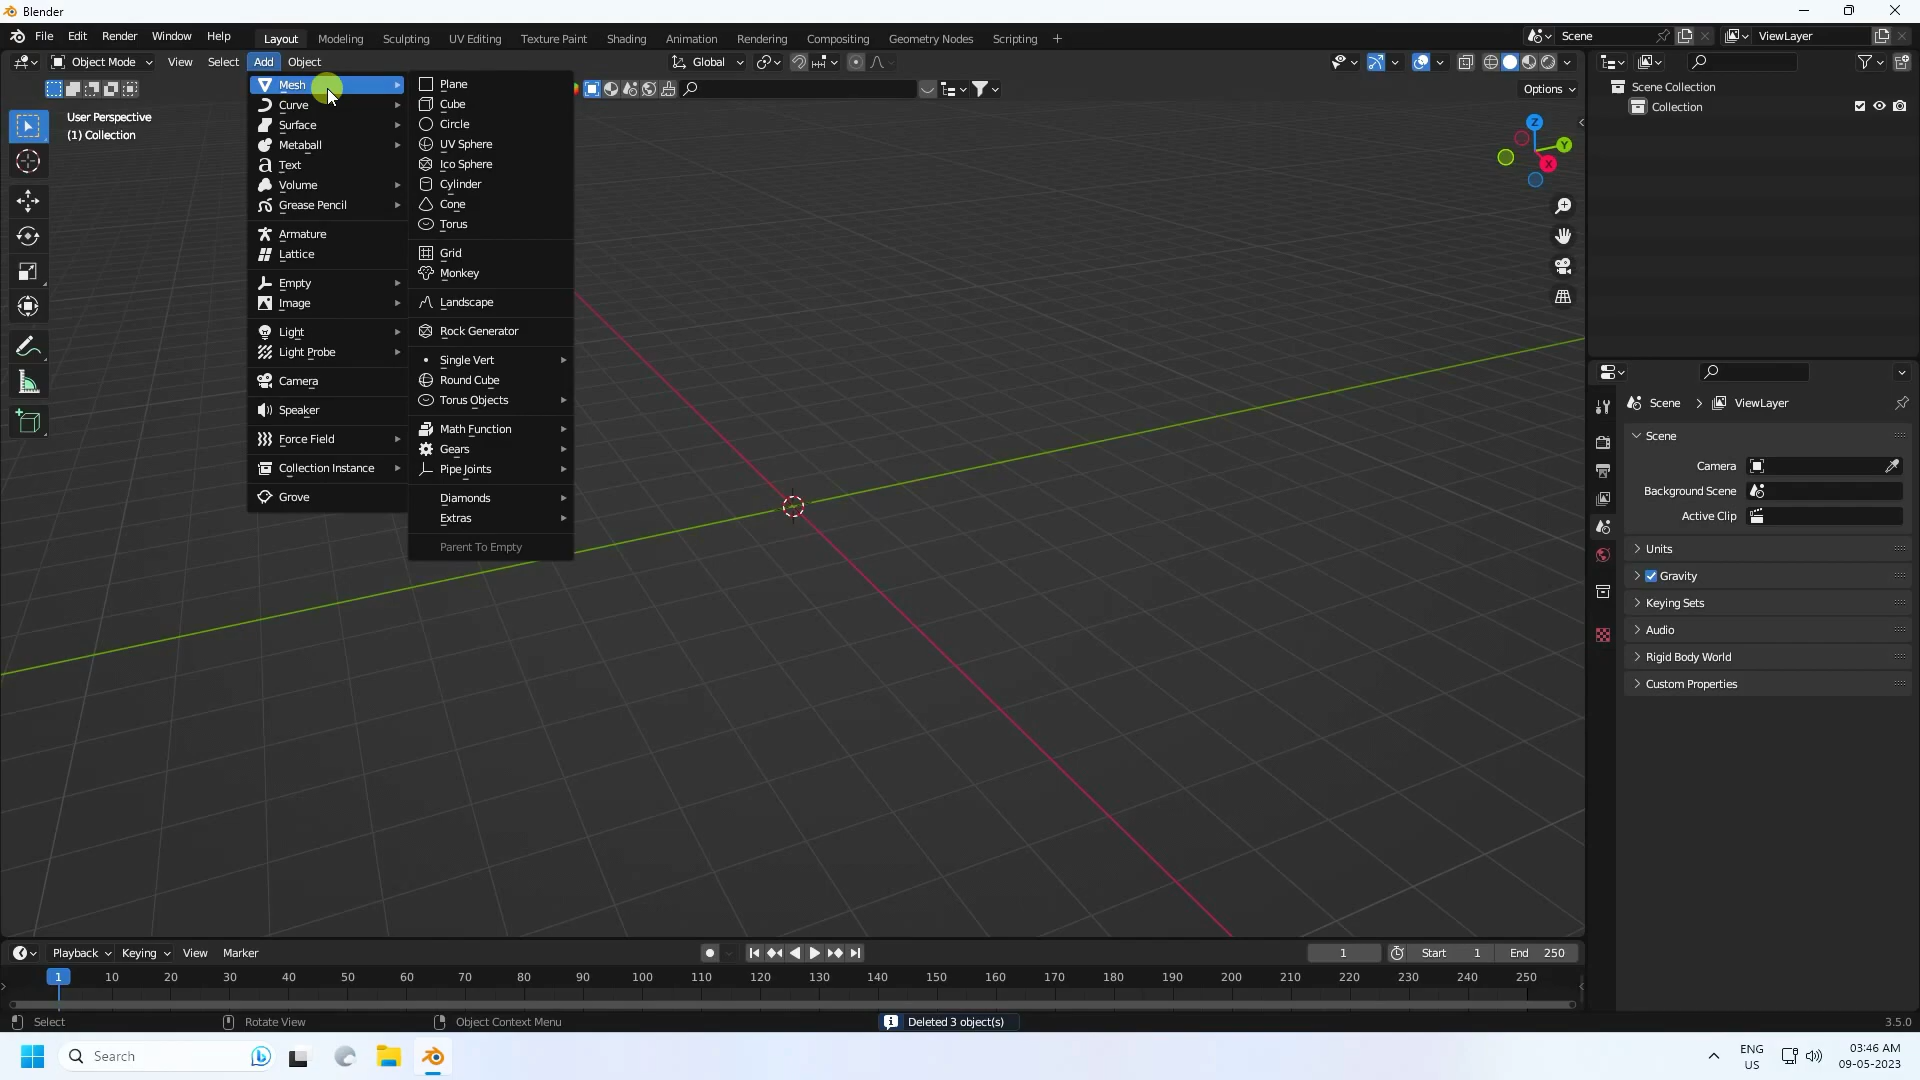 Blender
File Edit Render Window Help Layout Modeling Sculpting UV Editing Texture Paint Shading Animation Rendering Compositing Geometry Nodes Scripting + Scene ViewLayer
Object Mode View Select Add Object Global
Options
User Perspective
(1) Collection
Mesh
Curve
Surface
Metaball
Text
Volume
Grease Pencil
Armature
Lattice
Empty
Image
Light
Light Probe
Camera
Speaker
Force Field
Collection Instance
Grove
Plane
Cube
Circle
UV Sphere
Ico Sphere
Cylinder
Cone
Torus
Grid
Monkey
Landscape
Rock Generator
Single Vert
Round Cube
Torus Objects
Math Function
Gears
Pipe Joints
Diamonds
Extras
Parent To Empty
Z
Y
X
Scene Collection
Collection
Scene > ViewLayer
Scene
Camera
Background Scene
Active Clip
Units
Gravity
Keying Sets
Audio
Rigid Body World
Custom Properties
Playback Keying View Marker 1 Start 1 End 250
1 10 20 30 40 50 60 70 80 90 100 110 120 130 140 150 160 170 180 190 200 210 220 230 240 250
Select Rotate View Object Context Menu Deleted 3 object(s) 3.5.0
Search
ENG
US
03:46 AM
09-05-2023